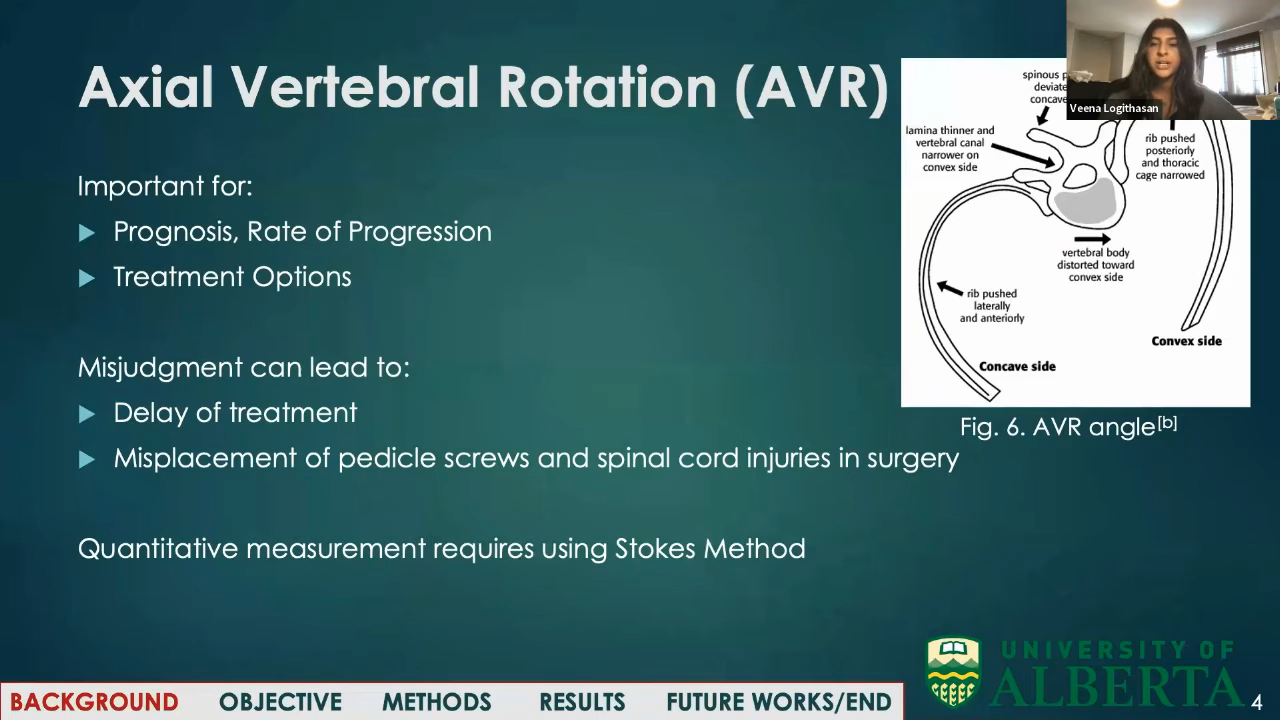 Axial Vertebral Rotation (AVR)
Important for:
Prognosis, Rate of Progression
Treatment Options
Misjudgment can lead to:
Delay of treatment
Misplacement of pedicle screws and spinal cord injuries in surgery
Quantitative measurement requires using Stokes Method
spinous
deviate
concave
lamina thinner and
vertebral canal
narrower on
convex side
rib pushed
posteriorly
and thoracic
cage narrowed
vertebral body
distorted toward
convex side
rib pushed
laterally
and anteriorly
Convex side
Concave side
Fig. 6. AVR angle[b]
Veena Logithasan
BACKGROUND OBJECTIVE METHODS RESULTS FUTURE WORKS/END
UNIVERSITY OF
ALBERTA
4